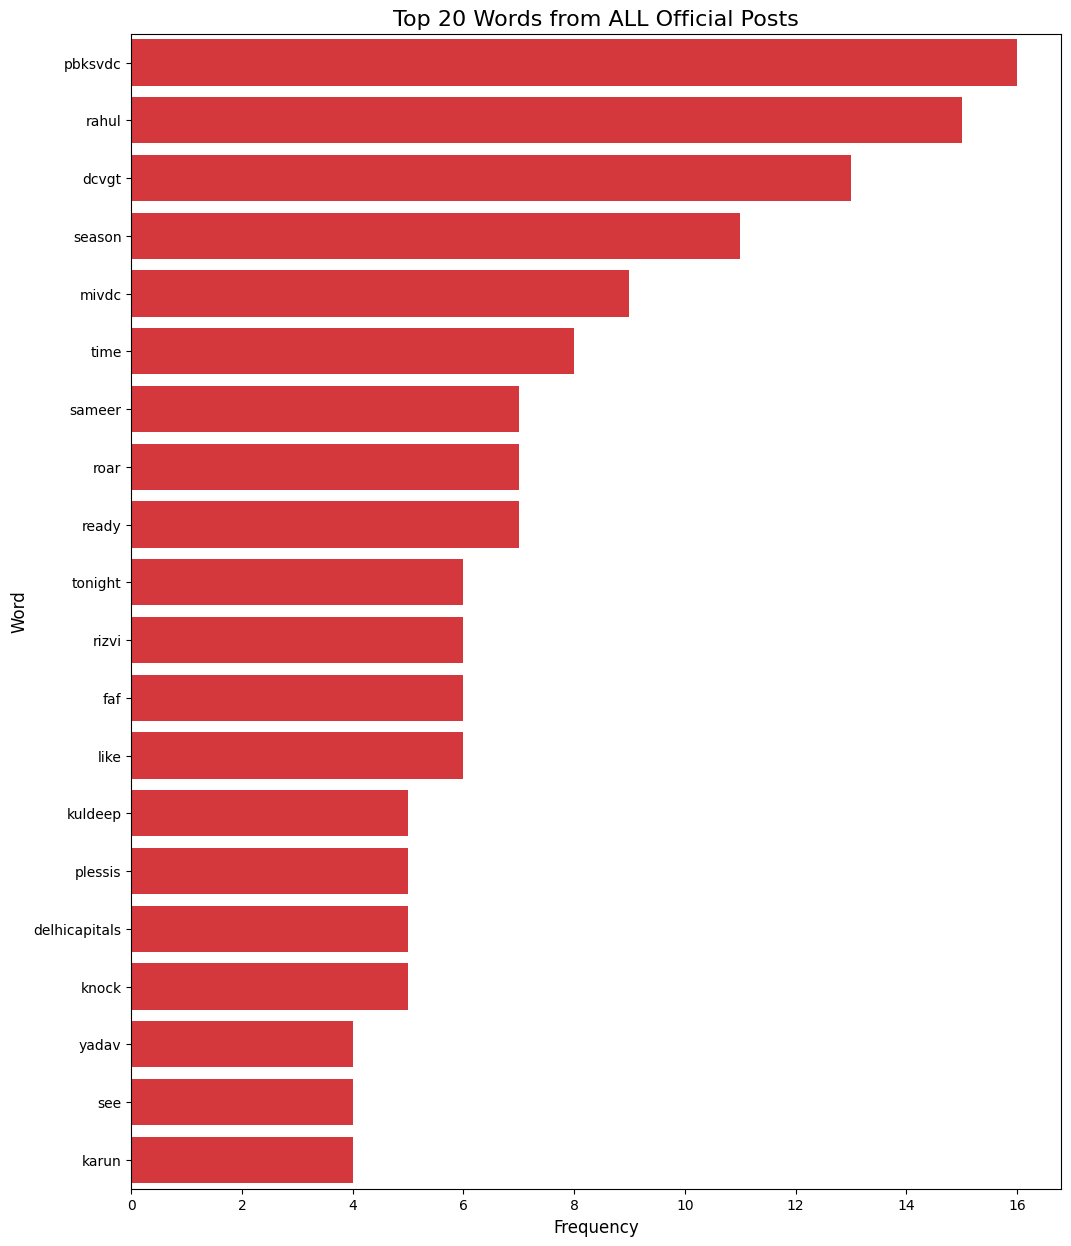 Top 20 Words from ALL Official Posts
pbksvdc
rahul
dcvgt
season
mivdc
time
sameer
roar
ready
tonight
rizvi
faf
like
kuldeep
plessis
delhicapitals
knock
yadav
see
karun
Word
0 2 4 6 8 10 12 14 16
Frequency